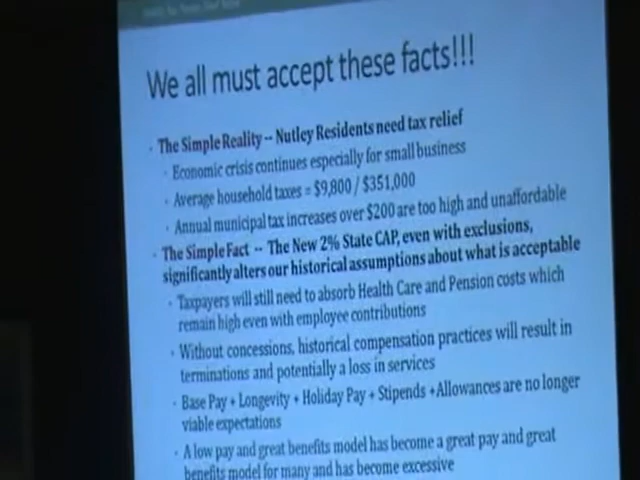 We all must accept these facts!!!
• The Simple Reality -- Nutley Residents need tax relief
• Economic crisis continues especially for small business
• Average household taxes = $9,800 / $351,000
• Annual municipal tax increases over $200 are too high and unaffordable
• The Simple Fact -- The New 2% State CAP, even with exclusions,
significantly alters our historical assumptions about what is acceptable
• Taxpayers will still need to absorb Health Care and Pension costs which
remain high even with employee contributions
• Without concessions, historical compensation practices will result in
terminations and potentially a loss in services
• Base Pay + Longevity + Holiday Pay + Stipends +Allowances are no longer
viable expectations
• A low pay and great benefits model has become a great pay and great
benefits model for many and has become excessive